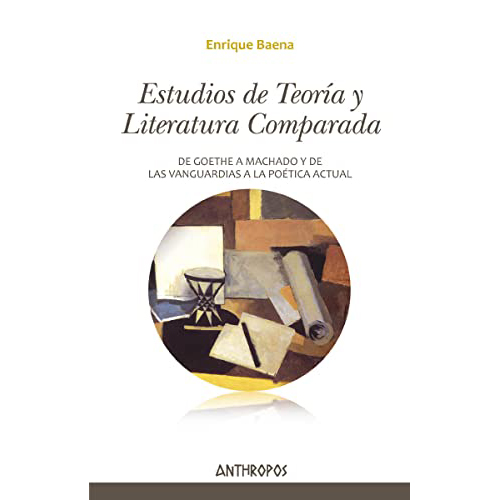 Enrique Baena
Estudios de Teoría y
Literatura Comparada
DE GOETHE A MACHADO Y DE
LAS VANGUARDIAS A LA POÉTICA ACTUAL
ANTHROPOS